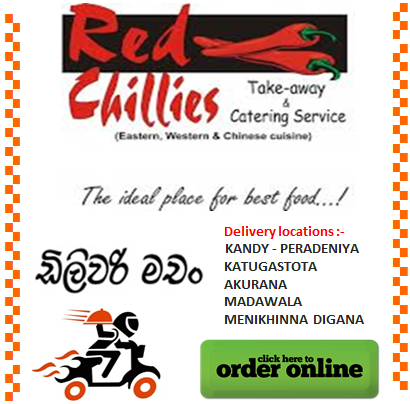 Red
Chillies
Take-away
&
Catering Service
(Eastern, Western & Chinese cuisine)
The ideal place for best food...!
Delivery locations :-
KANDY - PERADENIYA
KATUGASTOTA
AKURANA
MADAWALA
MENIKHINNA DIGANA
ඩිලිවරි මචං
7
click here to
order online